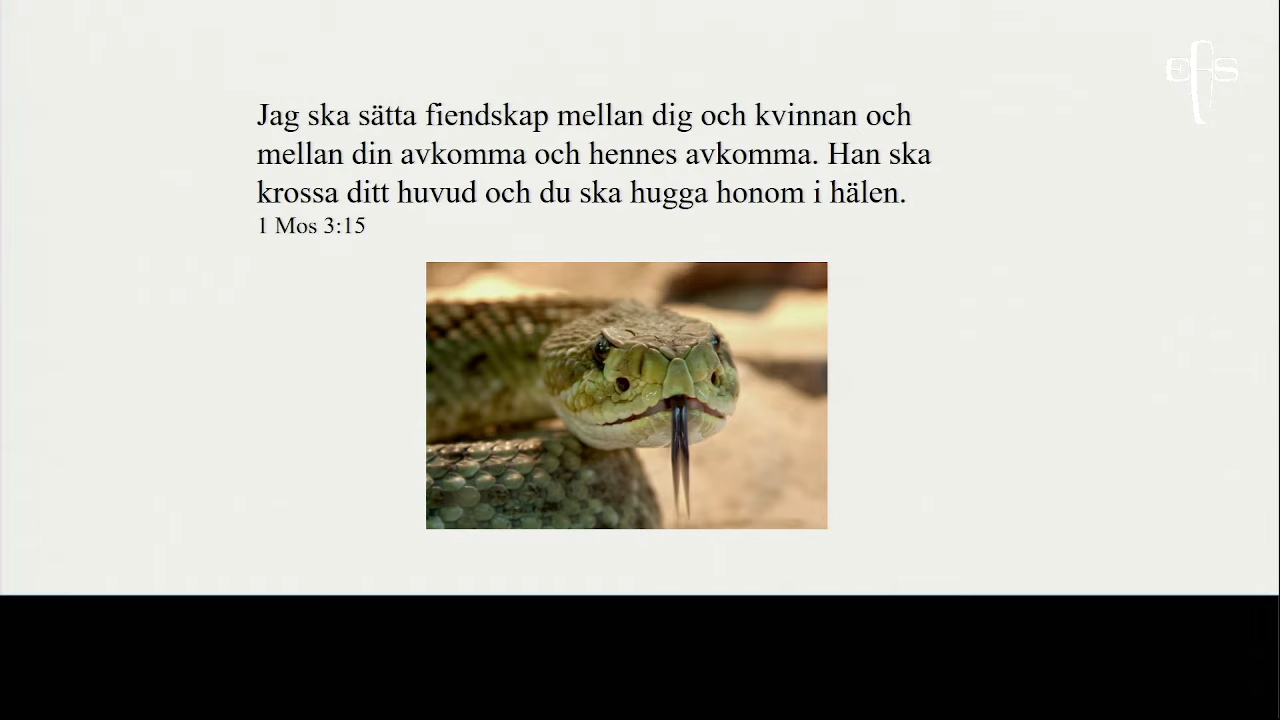 EFS
Jag ska sätta fiendskap mellan dig och kvinnan och
mellan din avkomma och hennes avkomma. Han ska
krossa ditt huvud och du ska hugga honom i hälen.
1 Mos 3:15